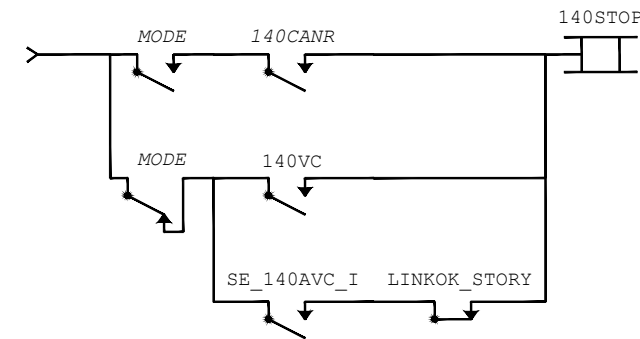 140STOP
MODE 140CANR
MODE 140VC
SE_140AVC_I LINKOK_STORY